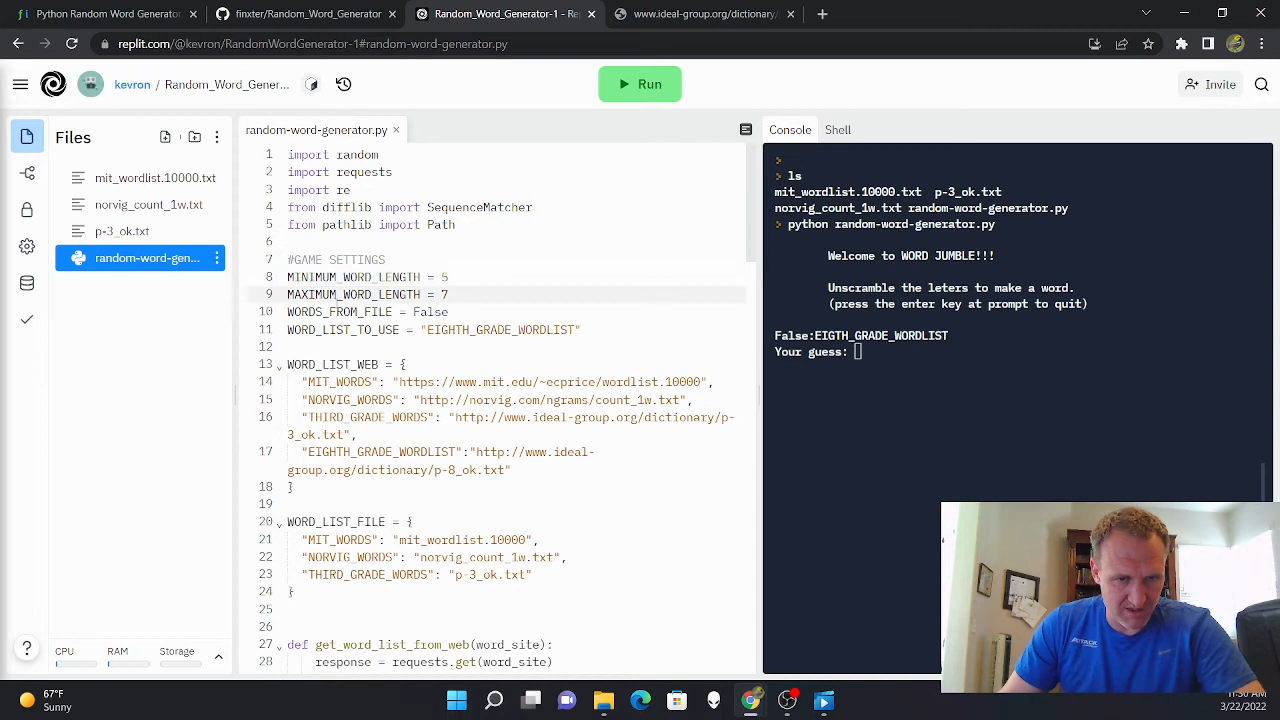 Python Word Generator
finxter/Random_Word_Generator
Random_Word_Generator-1 - Re
www.ideal-group.org/dictionary/
replit.com/@kevron/RandomWordGenerator-1#random-word-generator.py
kevron / Random_Word_Gener...
Run
Invite
Files
mit_wordlist.10000.txt
norvig_count_1w.txt
p-3_ok.txt
random-word-gen...
random-word-generator.py
1 import random
2 import requests
3 import re
4 from difflib import SequenceMatcher
5 from pathlib import Path
6
7 #GAME SETTINGS
8 MINIMUM_WORD_LENGTH = 5
9 MAXIMUM_WORD_LENGTH = 7
10 WORDS_FROM_FILE = False
11 WORD_LIST_TO_USE = "EIGHTH_GRADE_WORDLIST"
12
13 WORD_LIST_WEB = {
14 "MIT_WORDS": "https://www.mit.edu/~ecprice/wordlist.10000",
15 "NORVIG_WORDS": "http://norvig.com/ngrams/count_1w.txt",
16 "THIRD_GRADE_WORDS": "http://www.ideal-group.org/dictionary/p-
3_ok.txt",
17 "EIGHTH_GRADE_WORDLIST":"http://www.ideal-
group.org/dictionary/p-8_ok.txt"
18 }
19
20 WORD_LIST_FILE = {
21 "MIT_WORDS": "mit_wordlist.10000",
22 "NORVIG_WORDS": "norvig_count_1w.txt",
23 "THIRD_GRADE_WORDS": "p-3_ok.txt"
24 }
25
26
27 def get_word_list_from_web(word_site):
28 response = requests.get(word_site)
Console Shell
>
> ls
mit_wordlist.10000.txt p-3_ok.txt
norvig_count_1w.txt random-word-generator.py
> python random-word-generator.py
Welcome to WORD JUMBLE!!!
Unscramble the letters to make a word.
(press the enter key at prompt to quit)
False:EIGTH_GRADE_WORDLIST
Your guess:
CPU RAM Storage
ATTACK
67°F
Sunny
11:50 AM
3/22/2022